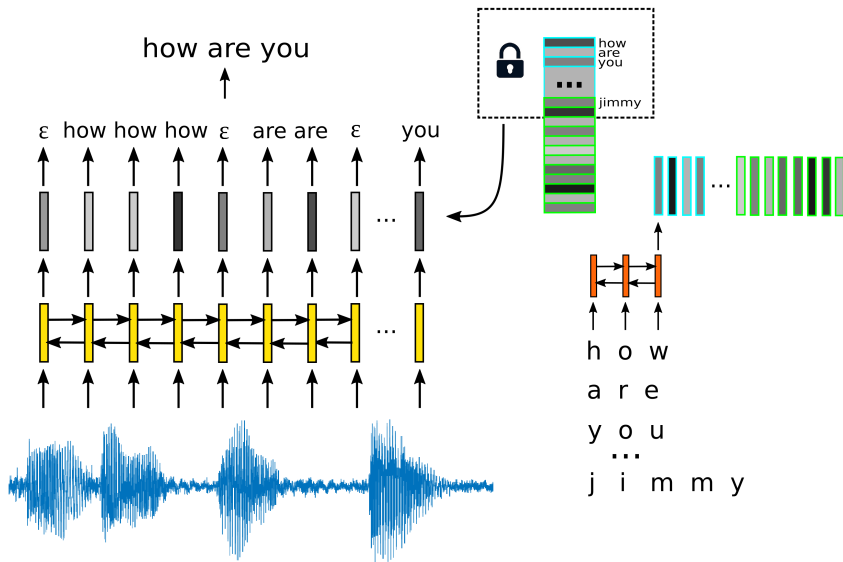 how are you
ε how how how ε are are ε you
...
...
how
are
you
...
jimmy
...
h o w
a r e
y o u
...
j i m m y